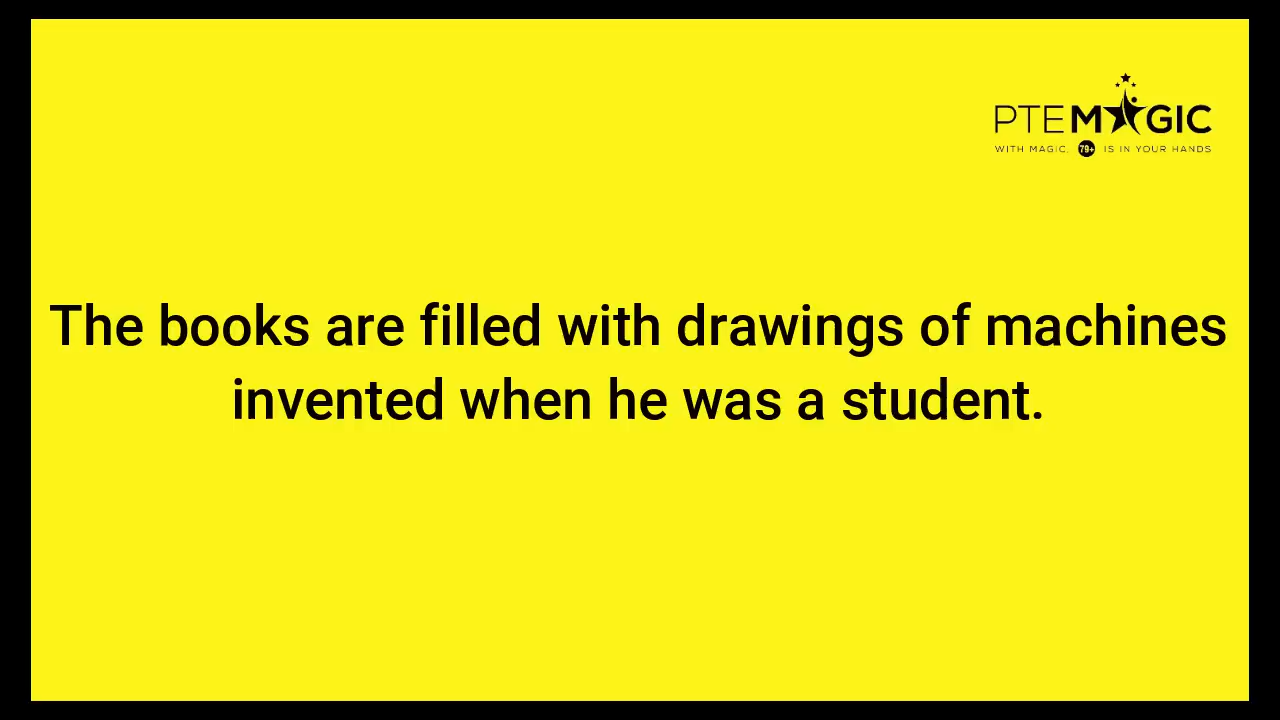 PTEMAGIC
WITH MAGIC, 79+ IS IN YOUR HANDS
The books are filled with drawings of machines
invented when he was a student.